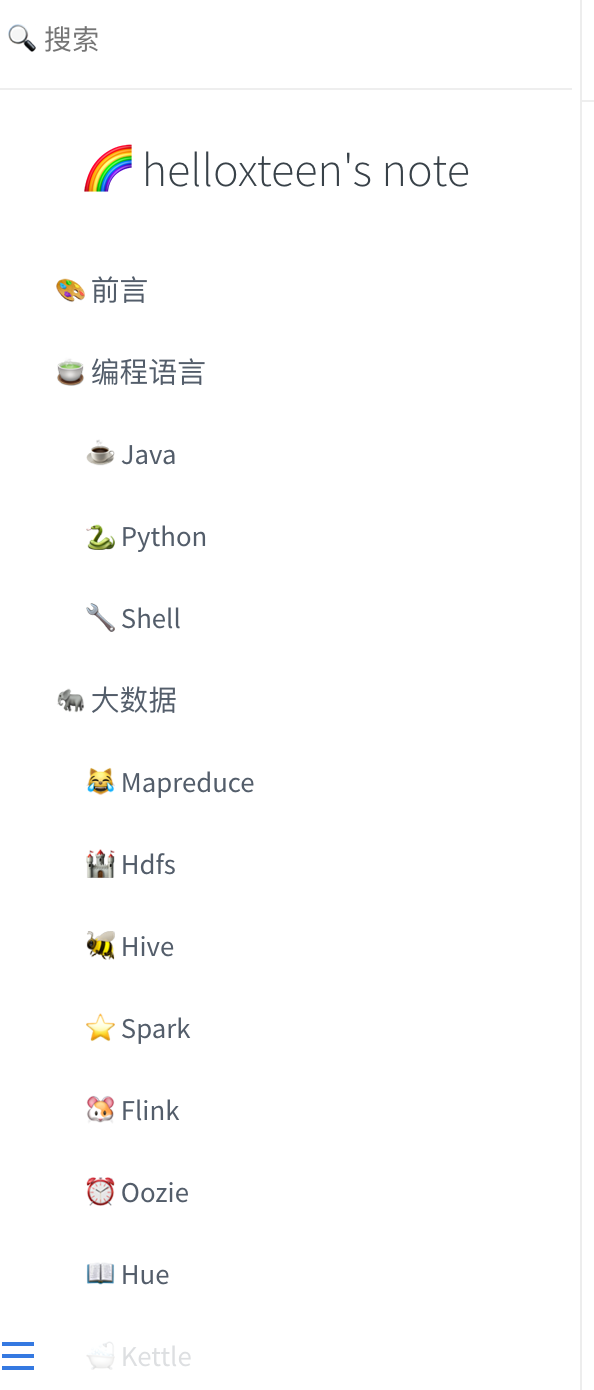 🔍 搜索
🌈 helloxteen's note
🎨 前言
🍵 编程语言
☕ Java
🐍 Python
🔧 Shell
🐘 大数据
😹 Mapreduce
🏰 Hdfs
🐝 Hive
⭐ Spark
🐹 Flink
⏰ Oozie
📖 Hue
🛀 Kettle